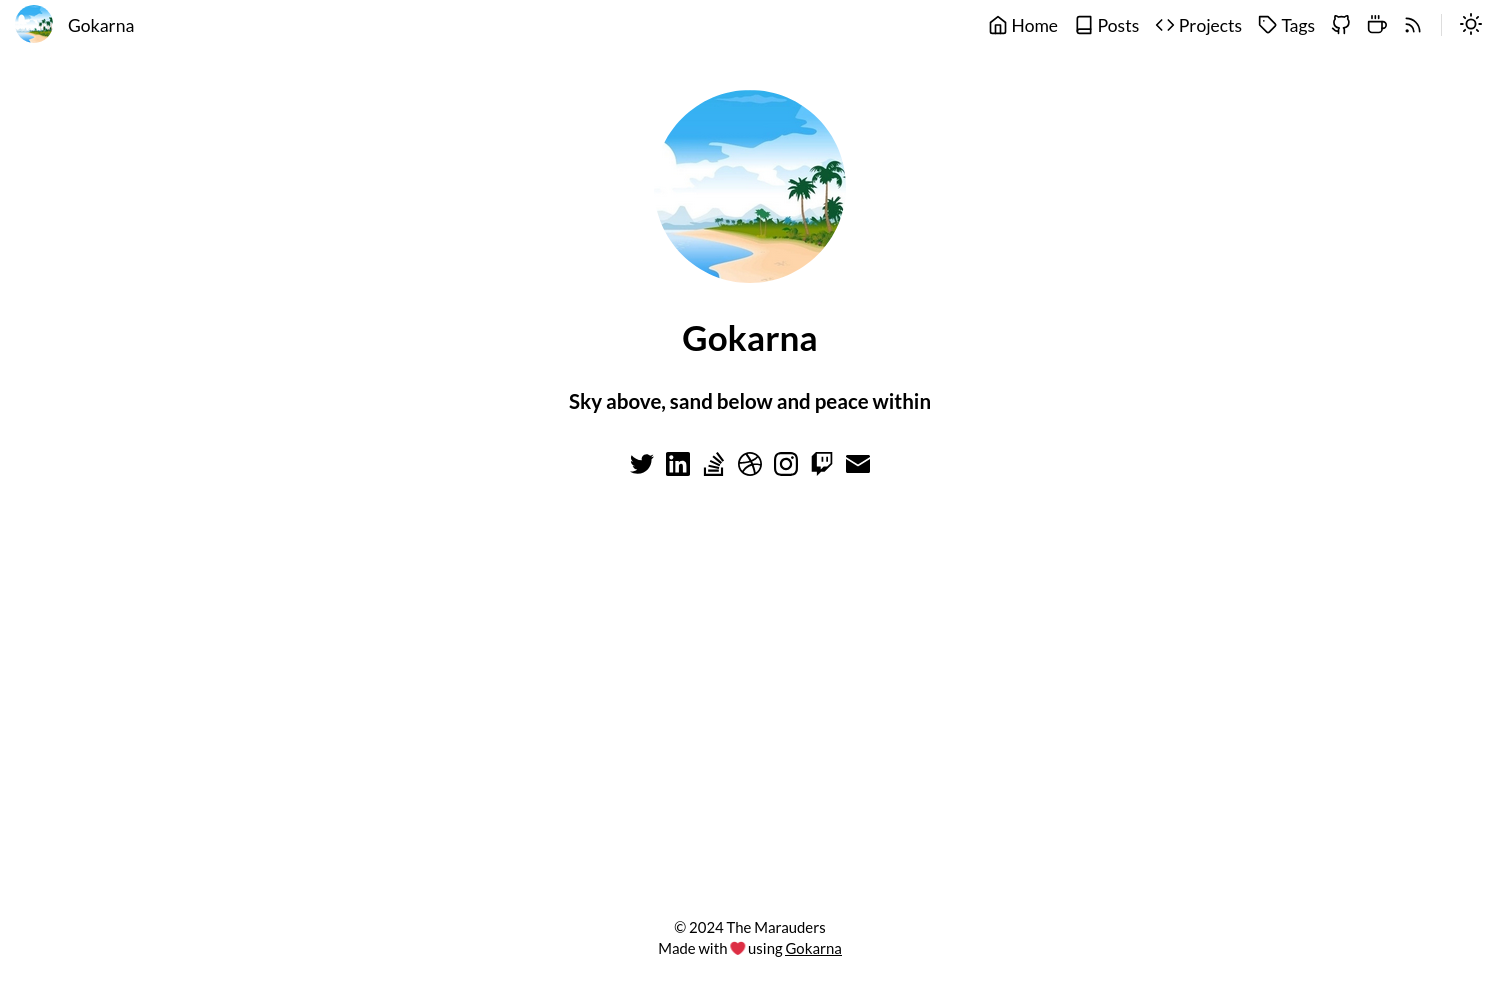 Gokarna
Home Posts Projects Tags
Gokarna
Sky above, sand below and peace within
© 2024 The Marauders
Made with ❤️ using Gokarna